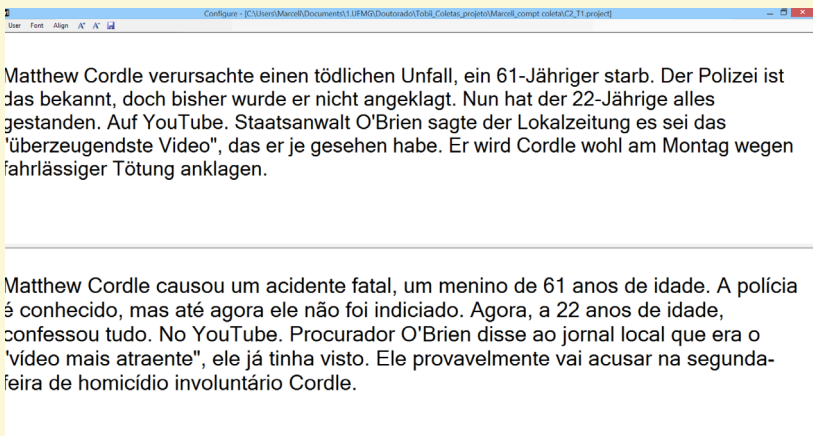 Configure - [C:\Users\Marceli\Documents\1.UFMG\Doutorado\Tobii_Coletas_projeto\Marceli_compt coleta\C2_T1.project]
User Font Align A A
Matthew Cordle verursachte einen tödlichen Unfall, ein 61-Jähriger starb. Der Polizei ist
das bekannt, doch bisher wurde er nicht angeklagt. Nun hat der 22-Jährige alles
gestanden. Auf YouTube. Staatsanwalt O'Brien sagte der Lokalzeitung es sei das
"überzeugendste Video", das er je gesehen habe. Er wird Cordle wohl am Montag wegen
fahrlässiger Tötung anklagen.
Matthew Cordle causou um acidente fatal, um menino de 61 anos de idade. A polícia
é conhecido, mas até agora ele não foi indiciado. Agora, a 22 anos de idade,
confessou tudo. No YouTube. Procurador O'Brien disse ao jornal local que era o
"vídeo mais atraente", ele já tinha visto. Ele provavelmente vai acusar na segunda-
feira de homicídio involuntário Cordle.